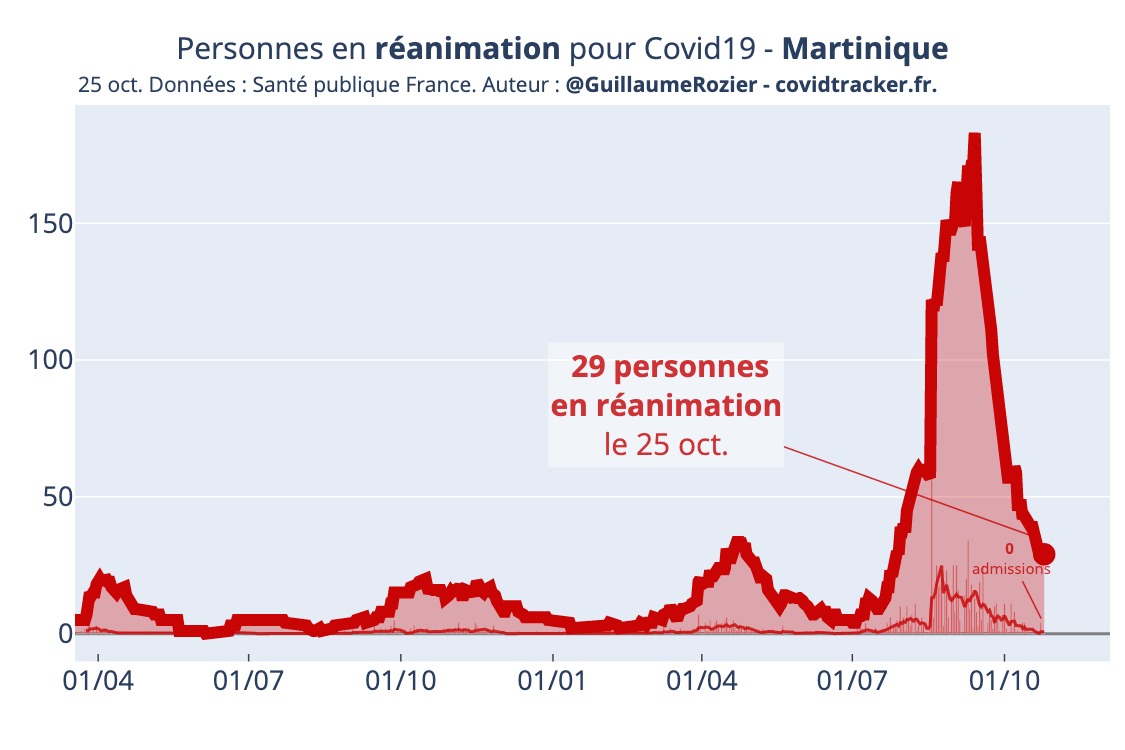 Personnes en réanimation pour Covid19 - Martinique
25 oct. Données : Santé publique France. Auteur : @GuillaumeRozier - covidtracker.fr.
150
100
50
0
29 personnes
en réanimation
le 25 oct.
0
admissions
01/04
01/07
01/10
01/01
01/04
01/07
01/10